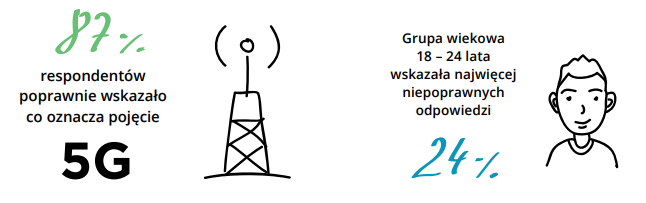 87%
respondentów
poprawnie wskazało
co oznacza pojęcie
5G
Grupa wiekowa
18 – 24 lata
wskazała najwięcej
niepoprawnych
odpowiedzi
24%